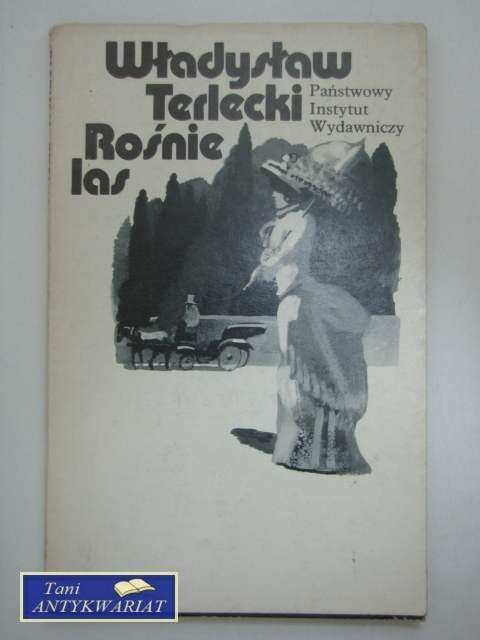 Władysław
Terlecki
Rośnie
las
Państwowy
Instytut
Wydawniczy
Tani
ANTYKWARIAT